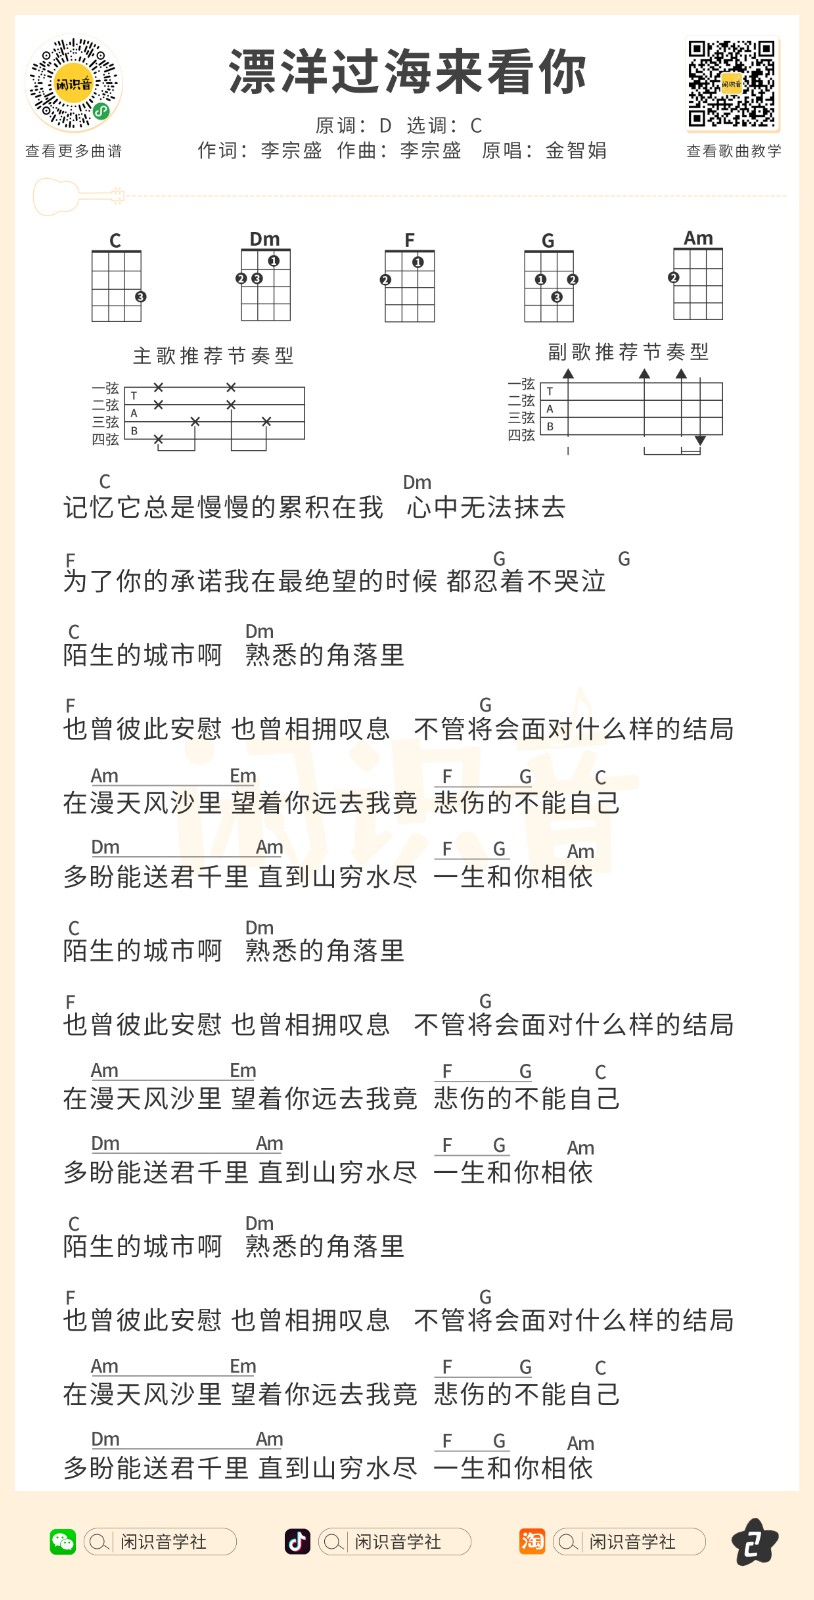 漂洋过海来看你
原调：D 选调：C
作词：李宗盛 作曲：李宗盛 原唱：金智娟
闲识音
查看更多曲谱
闲识音
查看歌曲教学
C Dm F G Am
3
2 3 1
2 1
1 3 2
2
主歌推荐节奏型
一弦
二弦
三弦
四弦
T
A
B
副歌推荐节奏型
一弦
二弦
三弦
四弦
T
A
B
C Dm
记忆它总是慢慢的累积在我 心中无法抹去
F G G
为了你的承诺我在最绝望的时候 都忍着不哭泣
C Dm
陌生的城市啊 熟悉的角落里
F G
也曾彼此安慰 也曾相拥叹息 不管将会面对什么样的结局
Am Em F G C
在漫天风沙里 望着你远去我竟 悲伤的不能自己
Dm Am F G Am
多盼能送君千里 直到山穷水尽 一生和你相依
C Dm
陌生的城市啊 熟悉的角落里
F G
也曾彼此安慰 也曾相拥叹息 不管将会面对什么样的结局
Am Em F G C
在漫天风沙里 望着你远去我竟 悲伤的不能自己
Dm Am F G Am
多盼能送君千里 直到山穷水尽 一生和你相依
C Dm
陌生的城市啊 熟悉的角落里
F G
也曾彼此安慰 也曾相拥叹息 不管将会面对什么样的结局
Am Em F G C
在漫天风沙里 望着你远去我竟 悲伤的不能自己
Dm Am F G Am
多盼能送君千里 直到山穷水尽 一生和你相依
闲识音
闲识音学社
闲识音学社
淘 闲识音学社
2